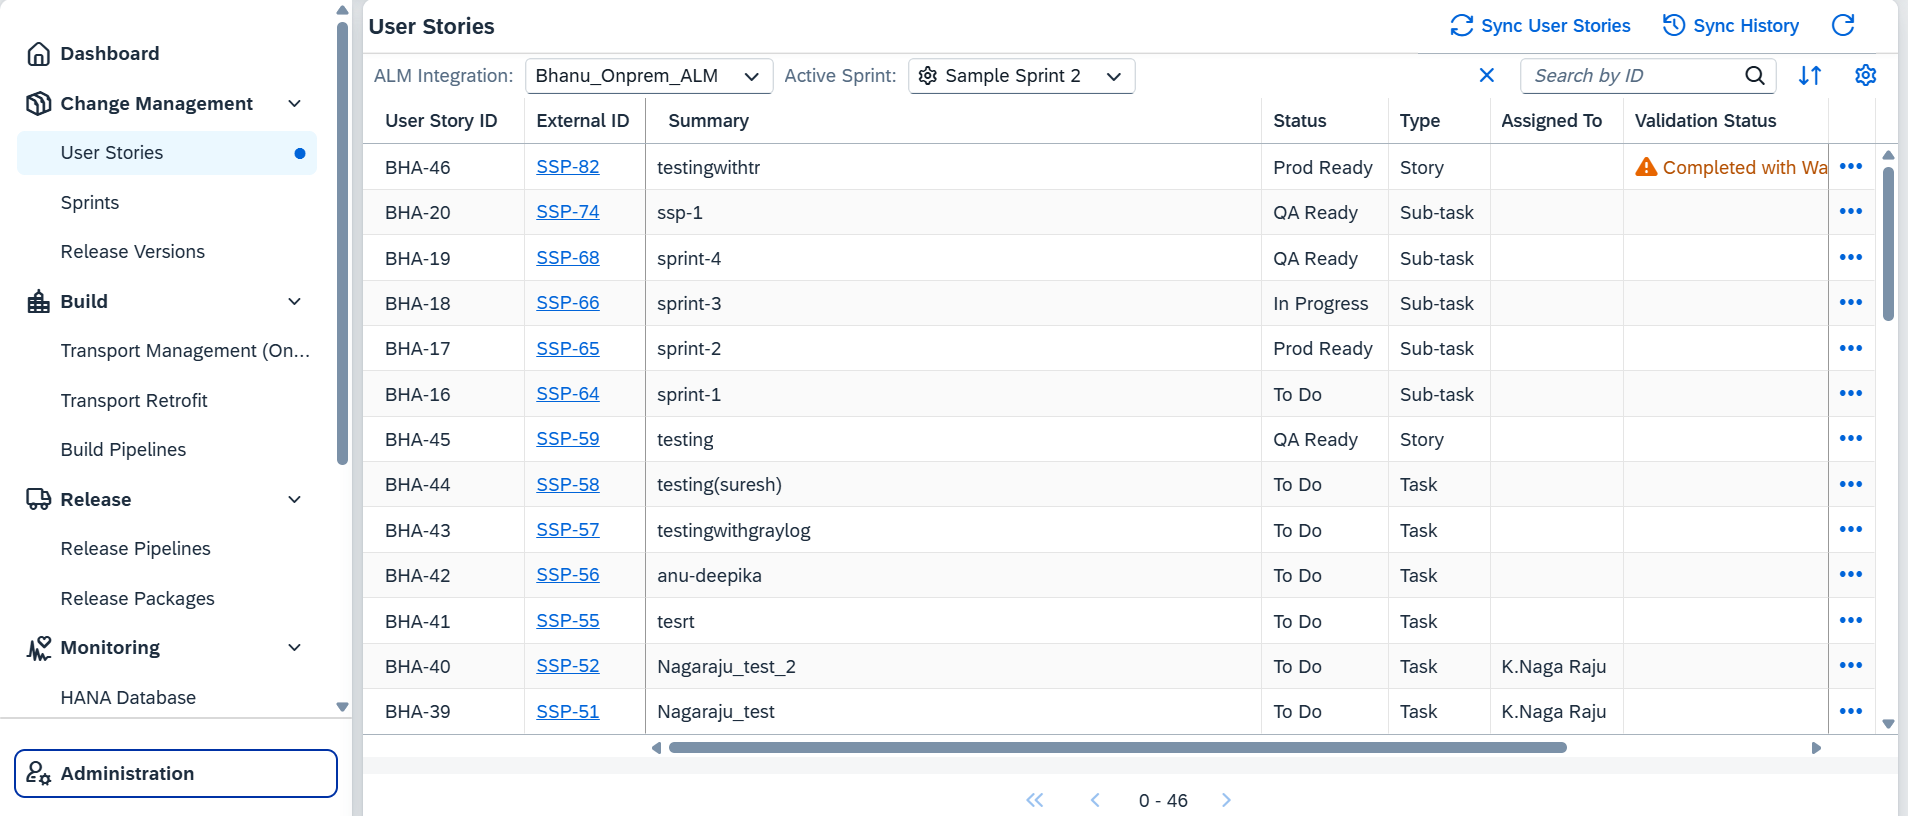 Dashboard
Change Management
User Stories
Sprints
Release Versions
Build
Transport Management (On...
Transport Retrofit
Build Pipelines
Release
Release Pipelines
Release Packages
Monitoring
HANA Database
Administration
User Stories
Sync User Stories
Sync History
ALM Integration: Bhanu_Onprem_ALM Active Sprint: Sample Sprint 2 Search by ID
User Story ID External ID Summary Status Type Assigned To Validation Status
BHA-46 SSP-82 testingwithtr Prod Ready Story Completed with Wa
BHA-20 SSP-74 ssp-1 QA Ready Sub-task
BHA-19 SSP-68 sprint-4 QA Ready Sub-task
BHA-18 SSP-66 sprint-3 In Progress Sub-task
BHA-17 SSP-65 sprint-2 Prod Ready Sub-task
BHA-16 SSP-64 sprint-1 To Do Sub-task
BHA-45 SSP-59 testing QA Ready Story
BHA-44 SSP-58 testing(suresh) To Do Task
BHA-43 SSP-57 testingwithgraylog To Do Task
BHA-42 SSP-56 anu-deepika To Do Task
BHA-41 SSP-55 tesrt To Do Task
BHA-40 SSP-52 Nagaraju_test_2 To Do Task K.Naga Raju
BHA-39 SSP-51 Nagaraju_test To Do Task K.Naga Raju
0 - 46